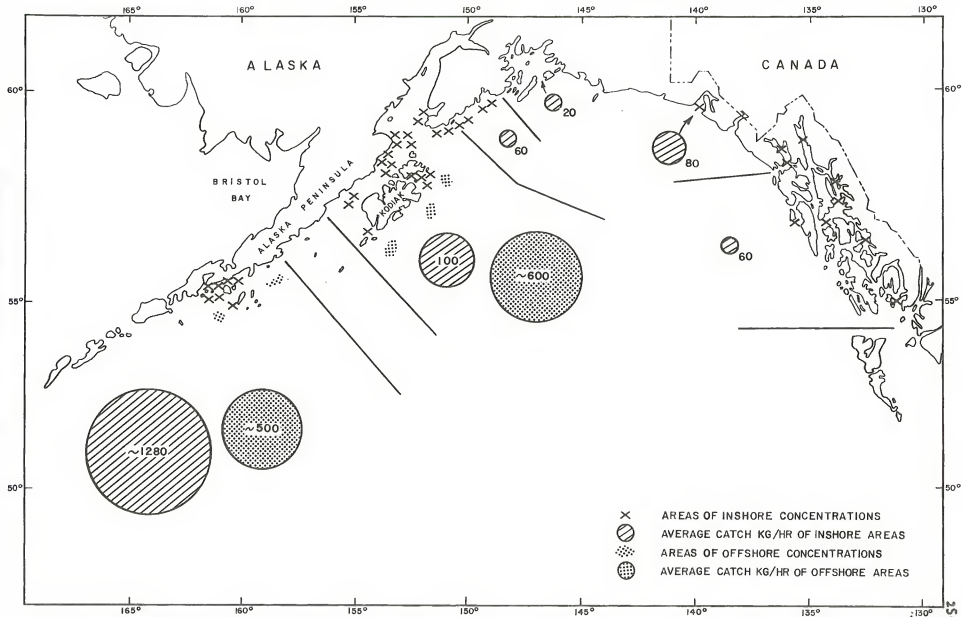 165° 160° 155° 150° 145° 140° 135° 130°
ALASKA
CANADA
60° 60°
20
60
80
BRISTOL
BAY
ALASKA PENINSULA
KODIAK
100
~600
60
55° 55°
~1280
~500
50° 50°
× AREAS OF INSHORE CONCENTRATIONS
AVERAGE CATCH KG/HR OF INSHORE AREAS
AREAS OF OFFSHORE CONCENTRATIONS
AVERAGE CATCH KG/HR OF OFFSHORE AREAS
165° 160° 155° 150° 145° 140° 135° 130°
25